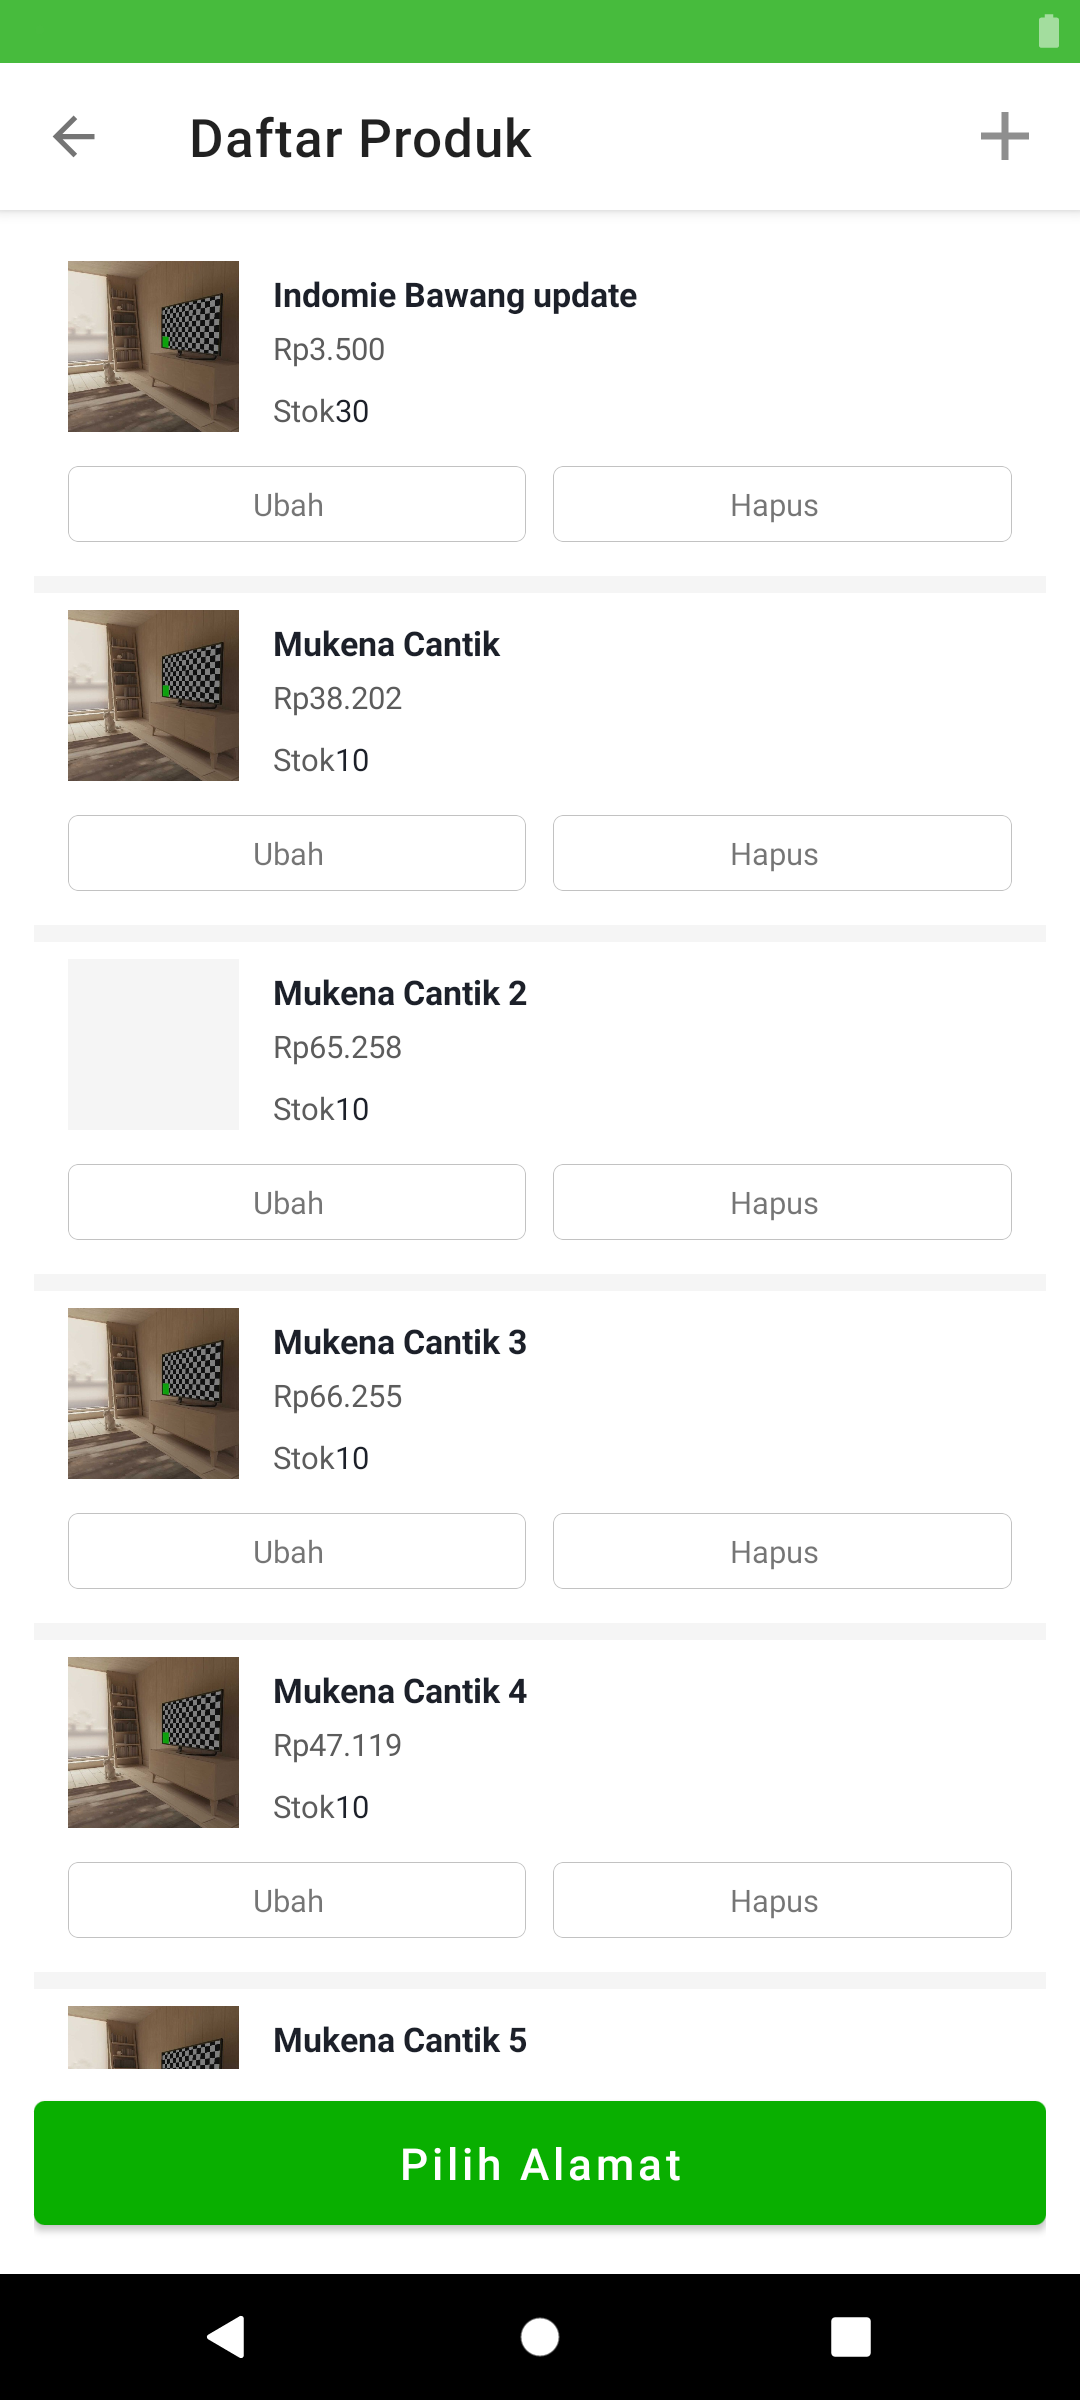 Daftar Produk
Indomie Bawang update
Rp3.500
Stok30
Ubah Hapus
Mukena Cantik
Rp38.202
Stok10
Ubah Hapus
Mukena Cantik 2
Rp65.258
Stok10
Ubah Hapus
Mukena Cantik 3
Rp66.255
Stok10
Ubah Hapus
Mukena Cantik 4
Rp47.119
Stok10
Ubah Hapus
Mukena Cantik 5
Pilih Alamat